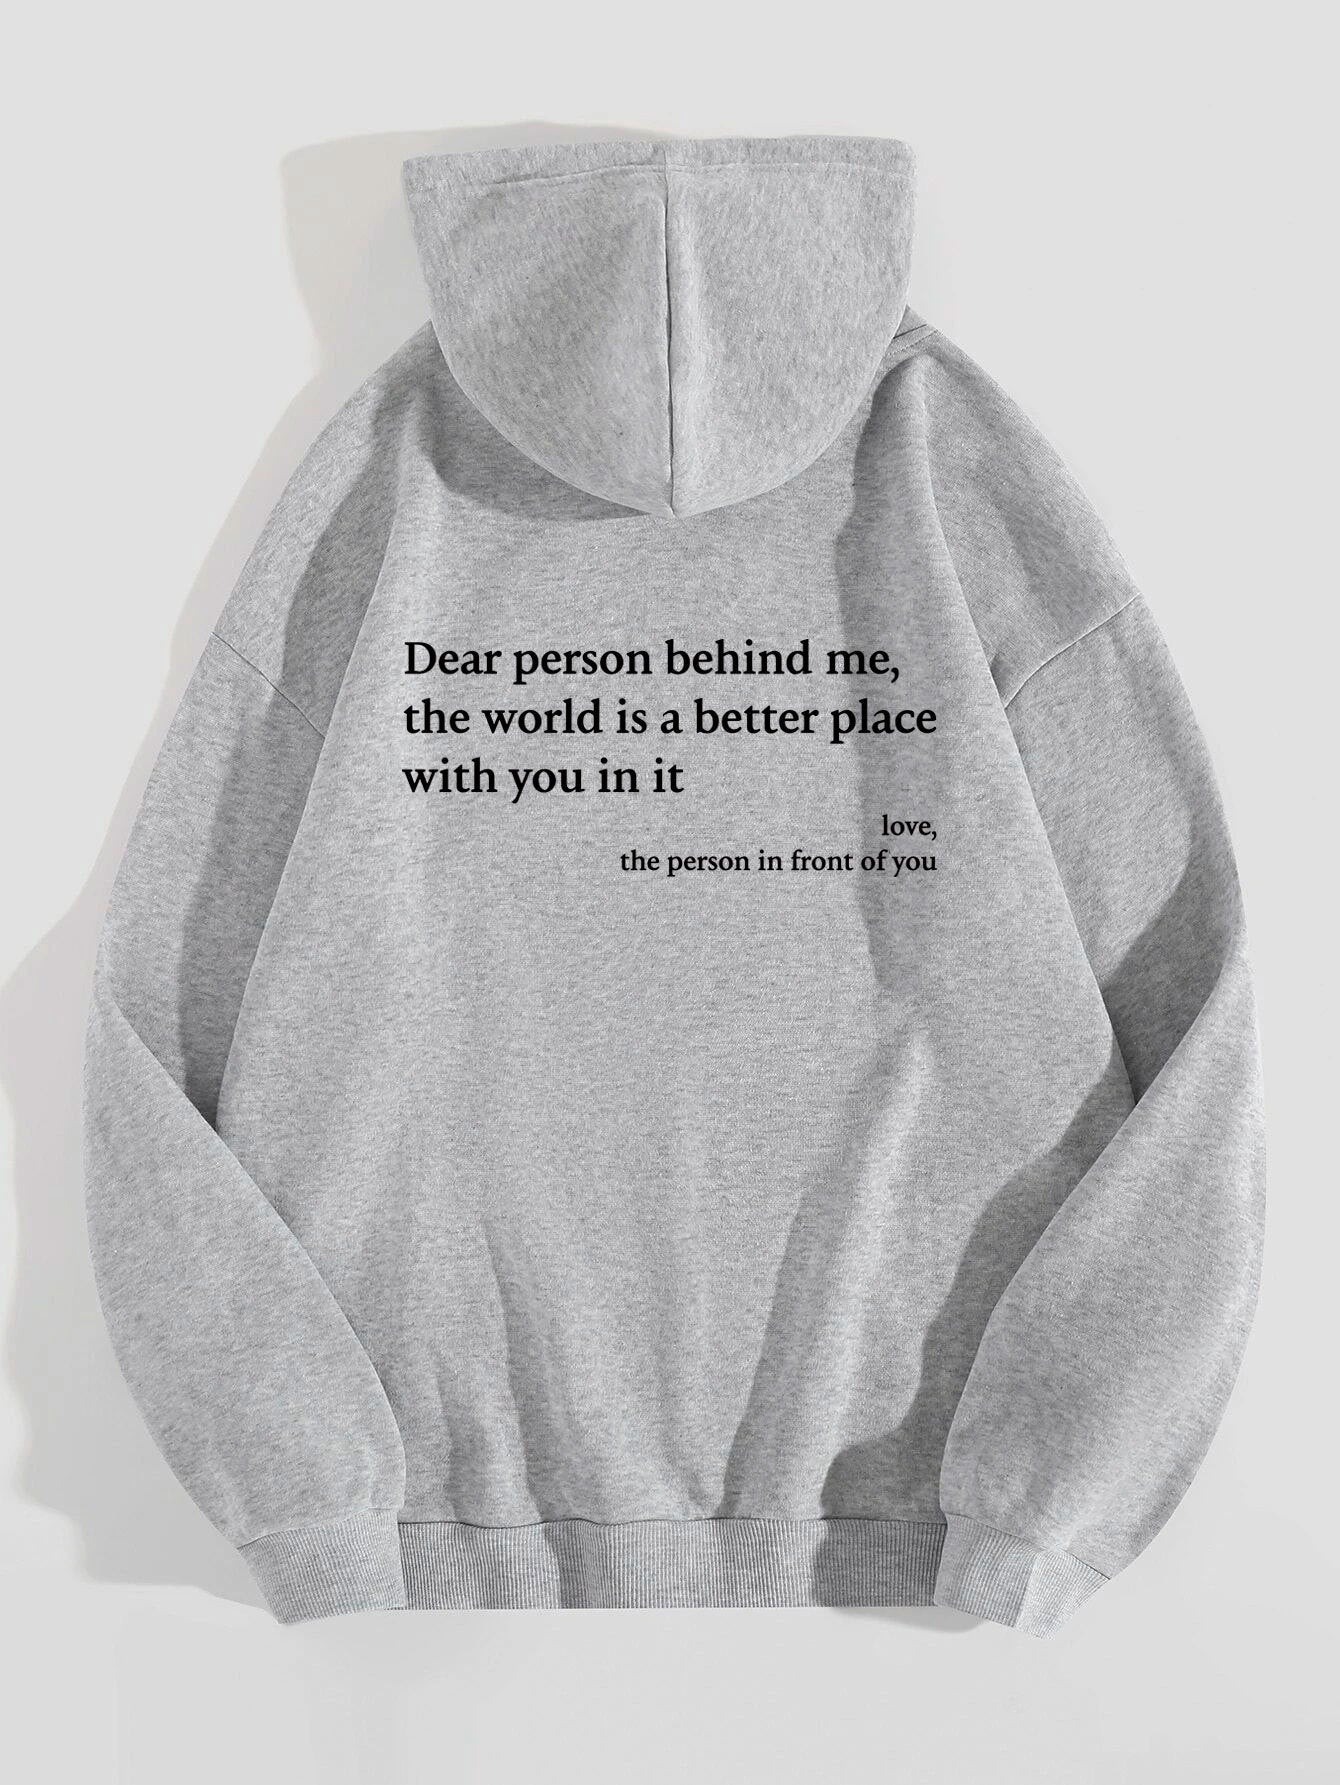 Dear person behind me,
the world is a better place
with you in it
love,
the person in front of you